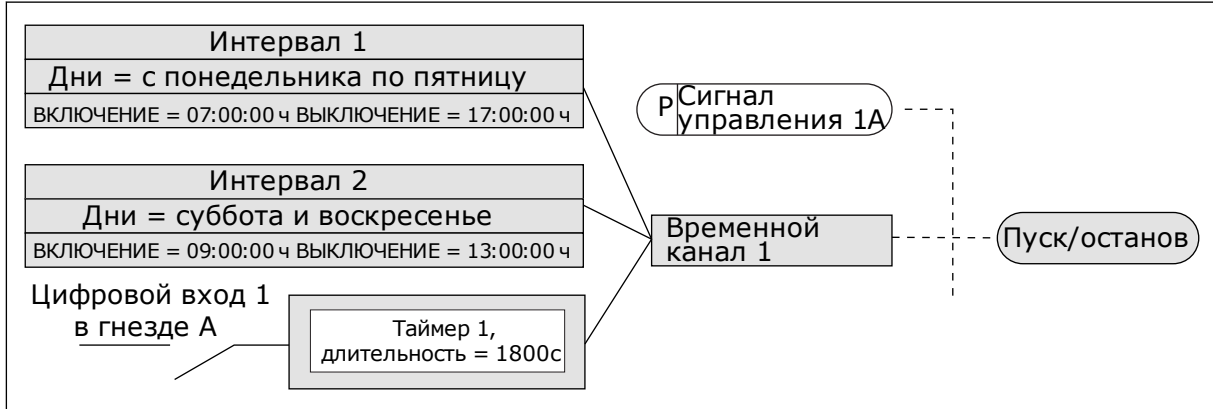 Интервал 1
Дни = с понедельника по пятницу
ВКЛЮЧЕНИЕ = 07:00:00 ч ВЫКЛЮЧЕНИЕ = 17:00:00 ч
P Сигнал
управления 1A
Интервал 2
Дни = суббота и воскресенье
ВКЛЮЧЕНИЕ = 09:00:00 ч ВЫКЛЮЧЕНИЕ = 13:00:00 ч
Временной
канал 1
Пуск/останов
Цифровой вход 1
в гнезде A
Таймер 1,
длительность = 1800с